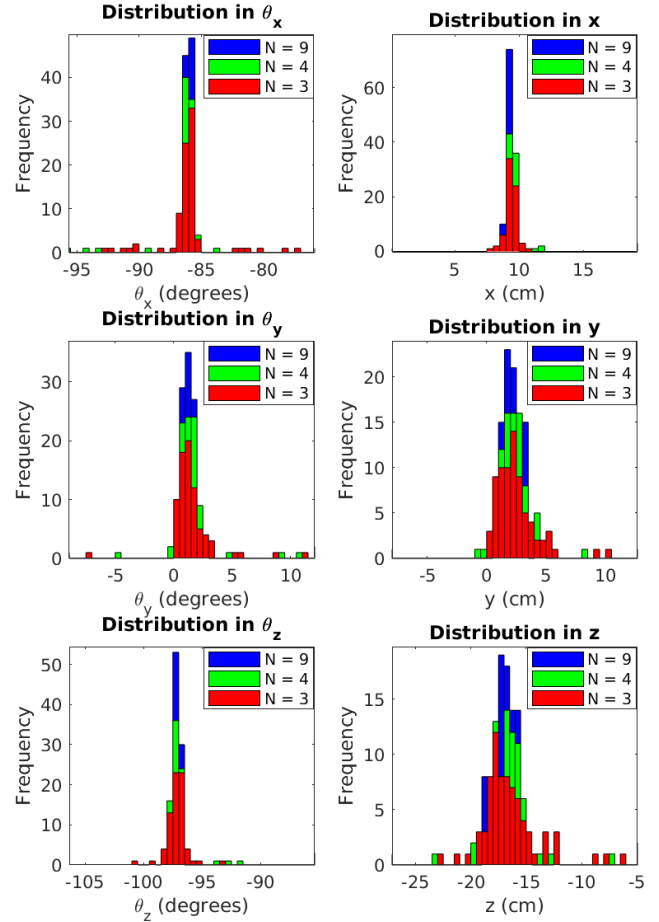 Distribution in θx
Frequency
50
40
30
20
10
0
N = 9
N = 4
N = 3
-95 -90 -85 -80
θx (degrees)
Distribution in x
Frequency
60
40
20
0
N = 9
N = 4
N = 3
5 10 15
x (cm)
Distribution in θy
Frequency
30
20
10
0
N = 9
N = 4
N = 3
-5 0 5 10
θy (degrees)
Distribution in y
Frequency
20
15
10
5
0
N = 9
N = 4
N = 3
-5 0 5 10
y (cm)
Distribution in θz
Frequency
50
40
30
20
10
0
N = 9
N = 4
N = 3
-105 -100 -95 -90
θz (degrees)
Distribution in z
Frequency
15
10
5
0
N = 9
N = 4
N = 3
-25 -20 -15 -10 -5
z (cm)